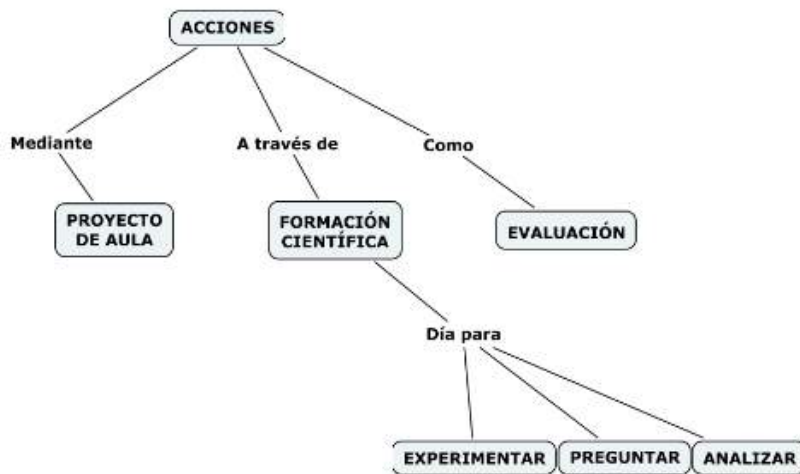 ACCIONES
Mediante
A través de
Como
PROYECTO
DE AULA
FORMACIÓN
CIENTÍFICA
EVALUACIÓN
Día para
EXPERIMENTAR
PREGUNTAR
ANALIZAR